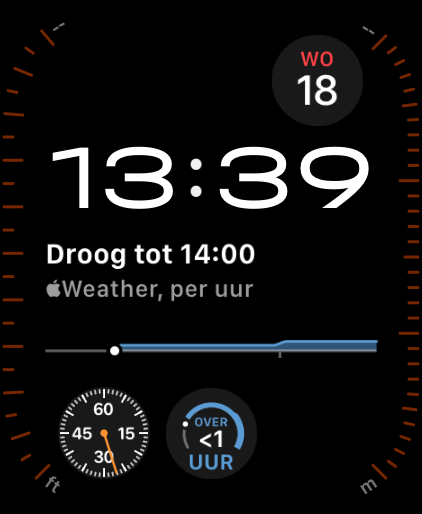 --
--
WO
18
13:39
Droog tot 14:00
Weather, per uur
60
45
15
30
OVER
<1
UUR
ft
m